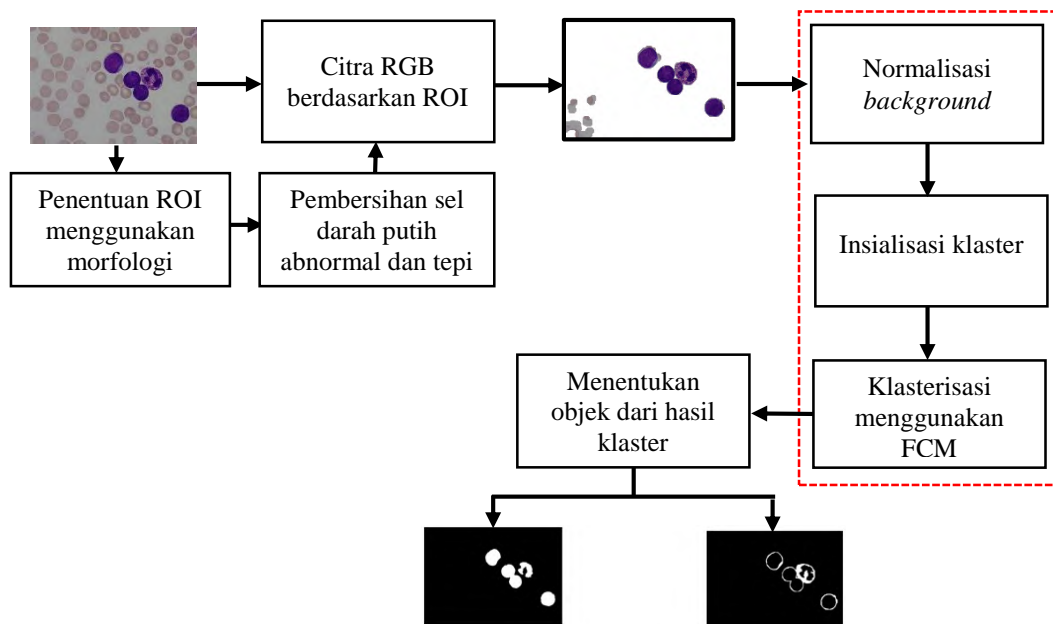 Citra RGB
berdasarkan ROI
Normalisasi
background
Penentuan ROI
menggunakan
morfologi
Pembersihan sel
darah putih
abnormal dan tepi
Insialisasi klaster
Menentukan
objek dari hasil
klaster
Klasterisasi
menggunakan
FCM